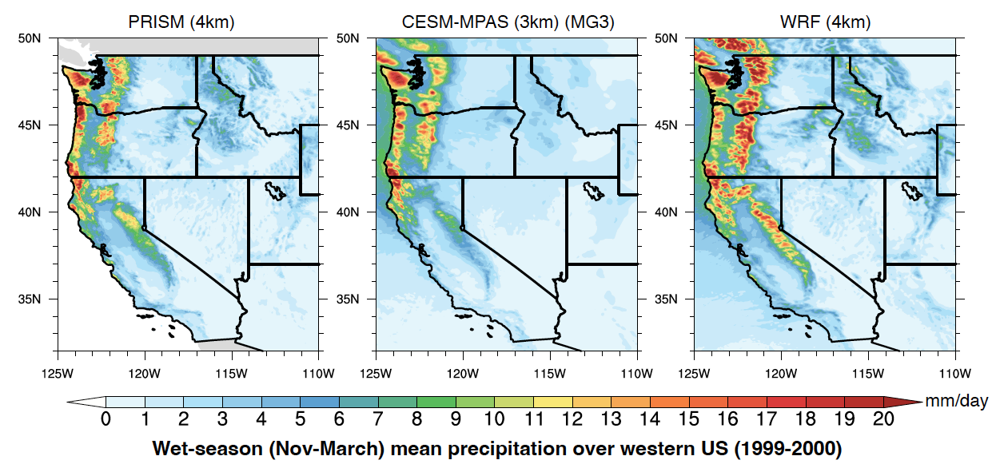 PRISM (4km)
CESM-MPAS (3km) (MG3)
WRF (4km)
50N
45N
40N
35N
125W 120W 115W 110W
50N
45N
40N
35N
125W 120W 115W 110W
50N
45N
40N
35N
125W 120W 115W 110W
mm/day
0 1 2 3 4 5 6 7 8 9 10 11 12 13 14 15 16 17 18 19 20
Wet-season (Nov-March) mean precipitation over western US (1999-2000)